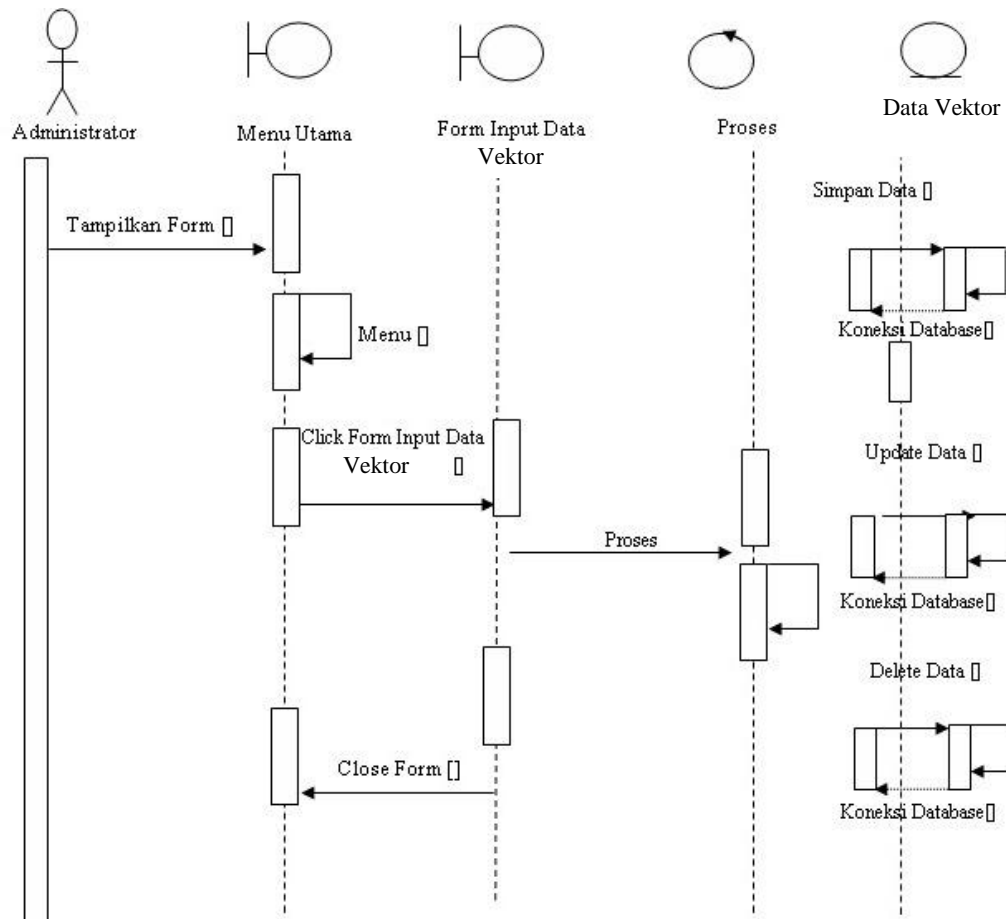 Administrator
Menu Utama
Form Input Data
Vektor
Proses
Data Vektor
Simpan Data []
Tampilkan Form []
Koneksi Database[]
Menu []
Click Form Input Data
Vektor []
Update Data []
Proses
Koneksi Database[]
Delete Data []
Close Form []
Koneksi Database[]